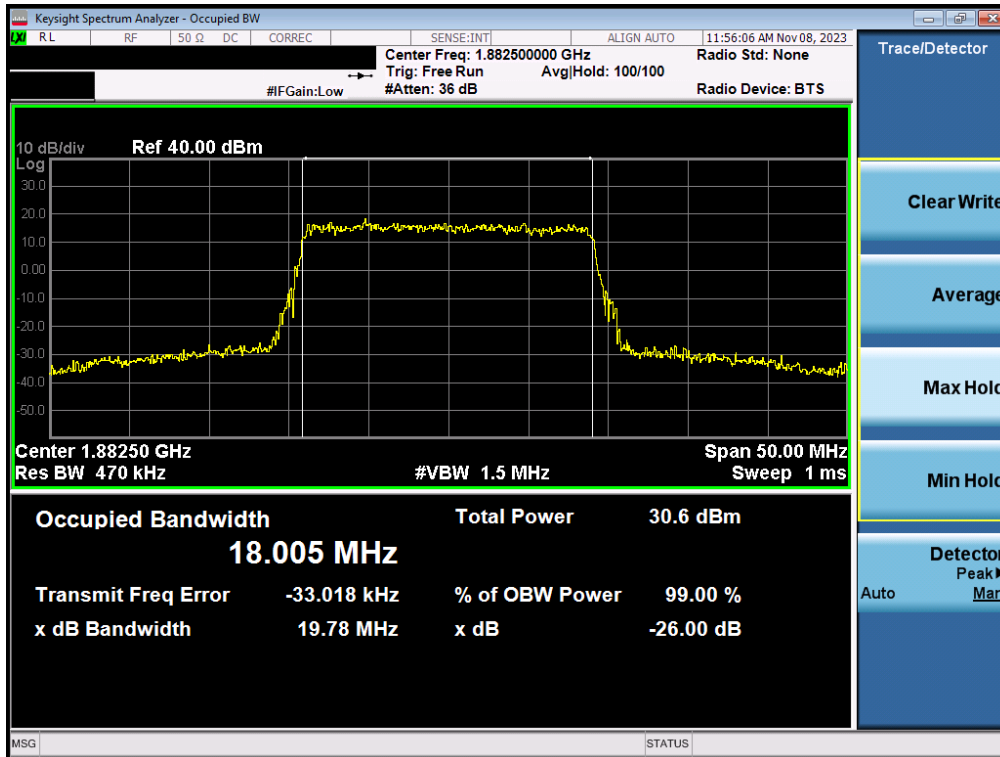 Keysight Spectrum Analyzer - Occupied BW
LXI RL RF 50 Ω DC CORREC SENSE:INT ALIGN AUTO 11:56:06 AM Nov 08, 2023
Center Freq: 1.882500000 GHz Radio Std: None
Trig: Free Run Avg|Hold: 100/100
#IFGain:Low #Atten: 36 dB Radio Device: BTS
10 dB/div Ref 40.00 dBm
Log
30.0
20.0
10.0
0.00
-10.0
-20.0
-30.0
-40.0
-50.0
Center 1.88250 GHz Span 50.00 MHz
Res BW 470 kHz #VBW 1.5 MHz Sweep 1 ms
Occupied Bandwidth Total Power 30.6 dBm
18.005 MHz
Transmit Freq Error -33.018 kHz % of OBW Power 99.00 %
x dB Bandwidth 19.78 MHz x dB -26.00 dB
MSG STATUS
Trace/Detector
Clear Write
Average
Max Hold
Min Hold
Detector
Peak
Auto Man